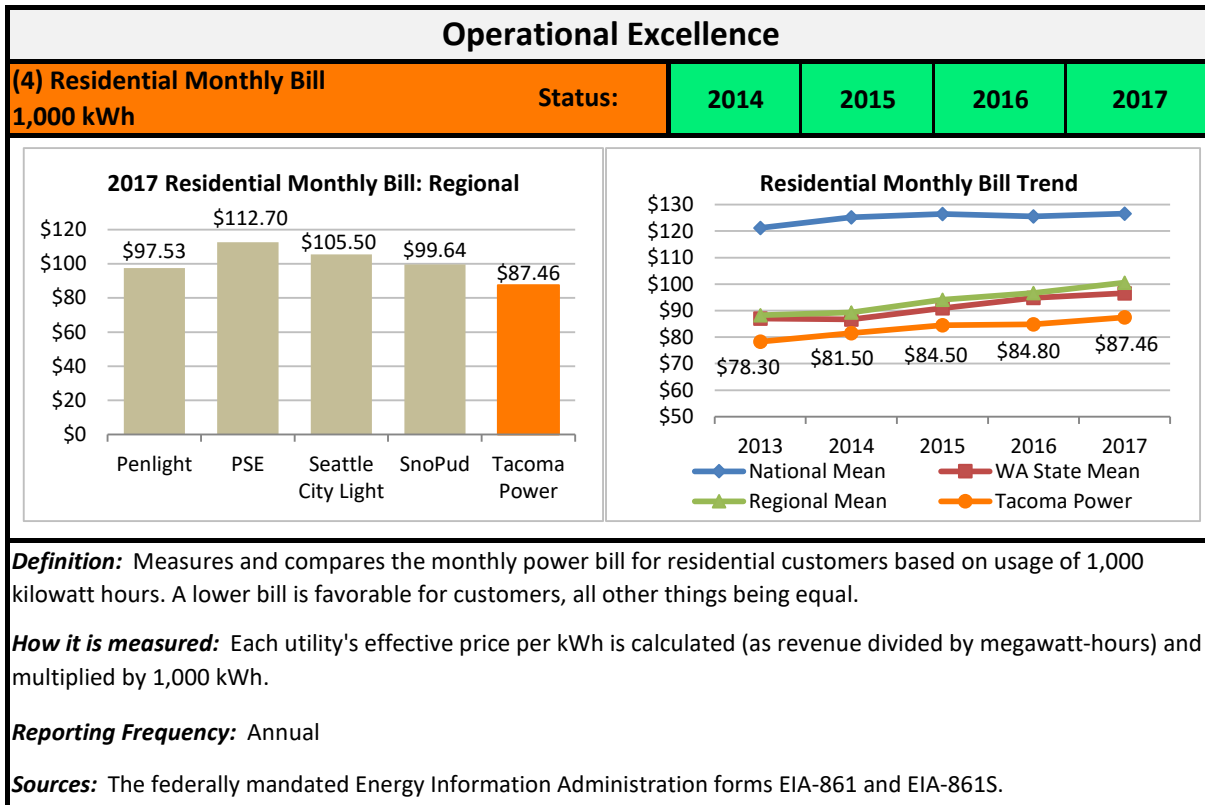 Operational Excellence
(4) Residential Monthly Bill
1,000 kWh
Status:
2014
2015
2016
2017
2017 Residential Monthly Bill: Regional
$120
$100
$80
$60
$40
$20
$0
$97.53
$112.70
$105.50
$99.64
$87.46
Penlight
PSE
Seattle
City Light
SnoPud
Tacoma
Power
Residential Monthly Bill Trend
$130
$120
$110
$100
$90
$80
$70
$60
$50
$78.30
$81.50
$84.50
$84.80
$87.46
2013
2014
2015
2016
2017
National Mean
WA State Mean
Regional Mean
Tacoma Power
Definition: Measures and compares the monthly power bill for residential customers based on usage of 1,000
kilowatt hours. A lower bill is favorable for customers, all other things being equal.
How it is measured: Each utility's effective price per kWh is calculated (as revenue divided by megawatt-hours) and
multiplied by 1,000 kWh.
Reporting Frequency: Annual
Sources: The federally mandated Energy Information Administration forms EIA-861 and EIA-861S.